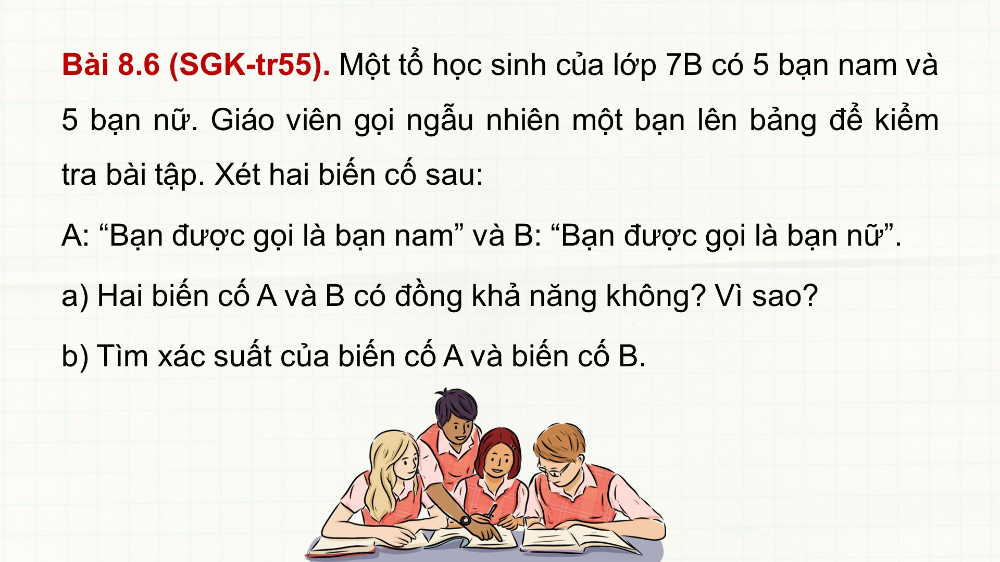 Bài 8.6 (SGK-tr55). Một tổ học sinh của lớp 7B có 5 bạn nam và
5 bạn nữ. Giáo viên gọi ngẫu nhiên một bạn lên bảng để kiểm
tra bài tập. Xét hai biến cố sau:
A: “Bạn được gọi là bạn nam” và B: “Bạn được gọi là bạn nữ”.
a) Hai biến cố A và B có đồng khả năng không? Vì sao?
b) Tìm xác suất của biến cố A và biến cố B.